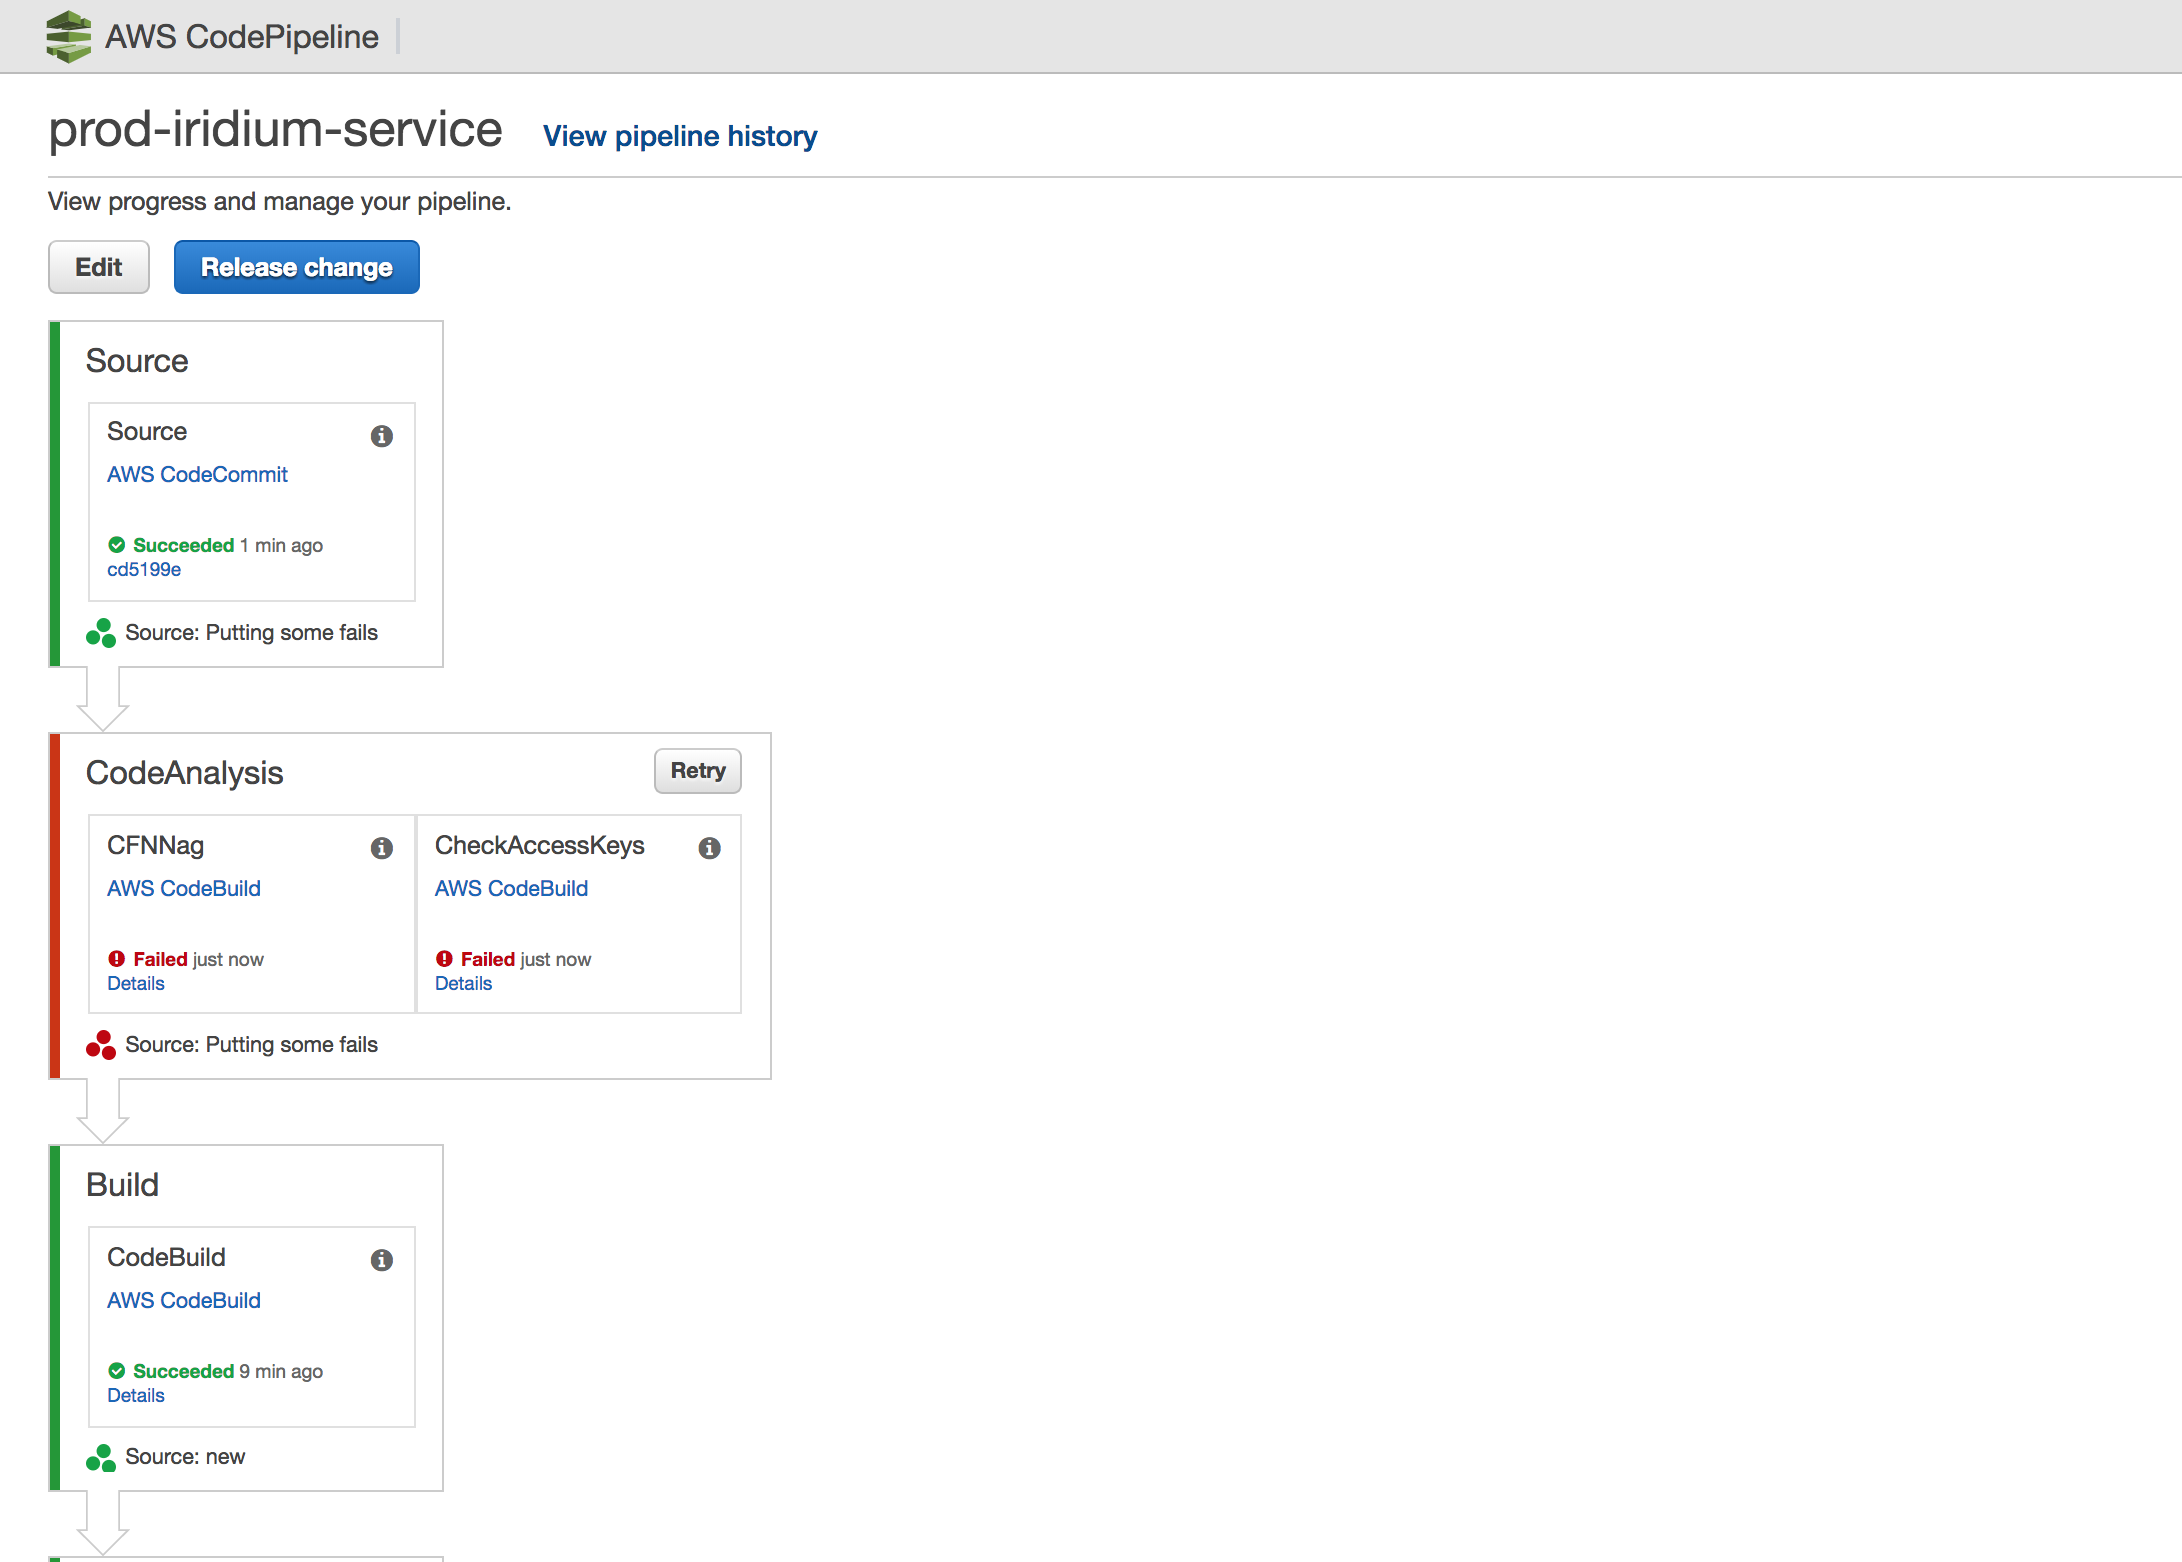 AWS CodePipeline
prod-iridium-service View pipeline history
View progress and manage your pipeline.
Edit Release change
Source
Source
AWS CodeCommit
Succeeded 1 min ago
cd5199e
Source: Putting some fails
CodeAnalysis Retry
CFNNag CheckAccessKeys
AWS CodeBuild AWS CodeBuild
Failed just now Failed just now
Details Details
Source: Putting some fails
Build
CodeBuild
AWS CodeBuild
Succeeded 9 min ago
Details
Source: new